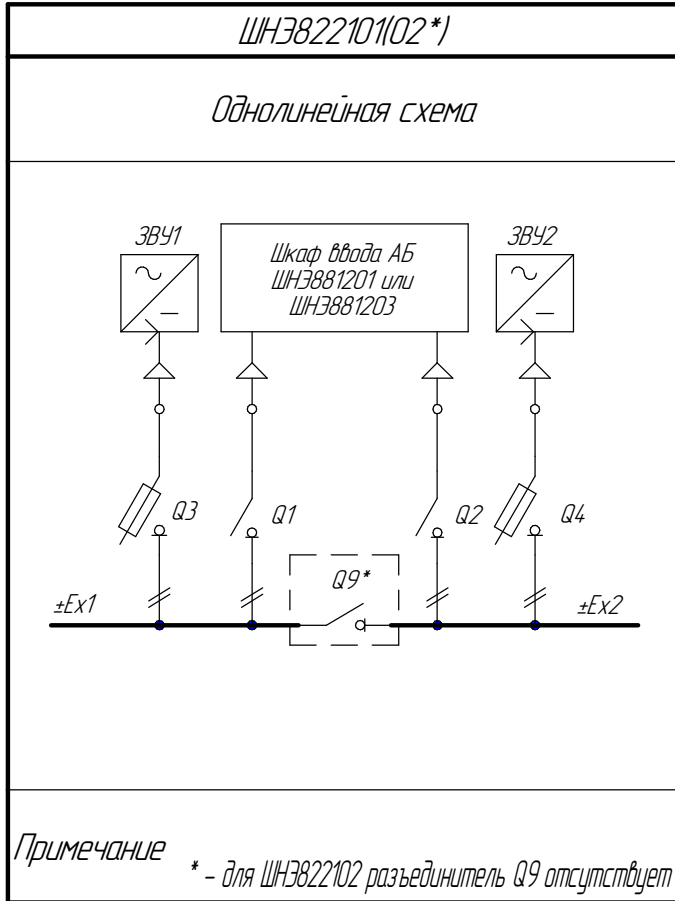 ШНЭ822101(02*)
Однолинейная схема
ЗВУ1
Шкаф ввода АБ
ШНЭ881201 или
ШНЭ881203
ЗВУ2
Q3
Q1
Q2
Q4
Q9*
±Ex1
±Ex2
Примечание
* - для ШНЭ822102 разъединитель Q9 отсутствует